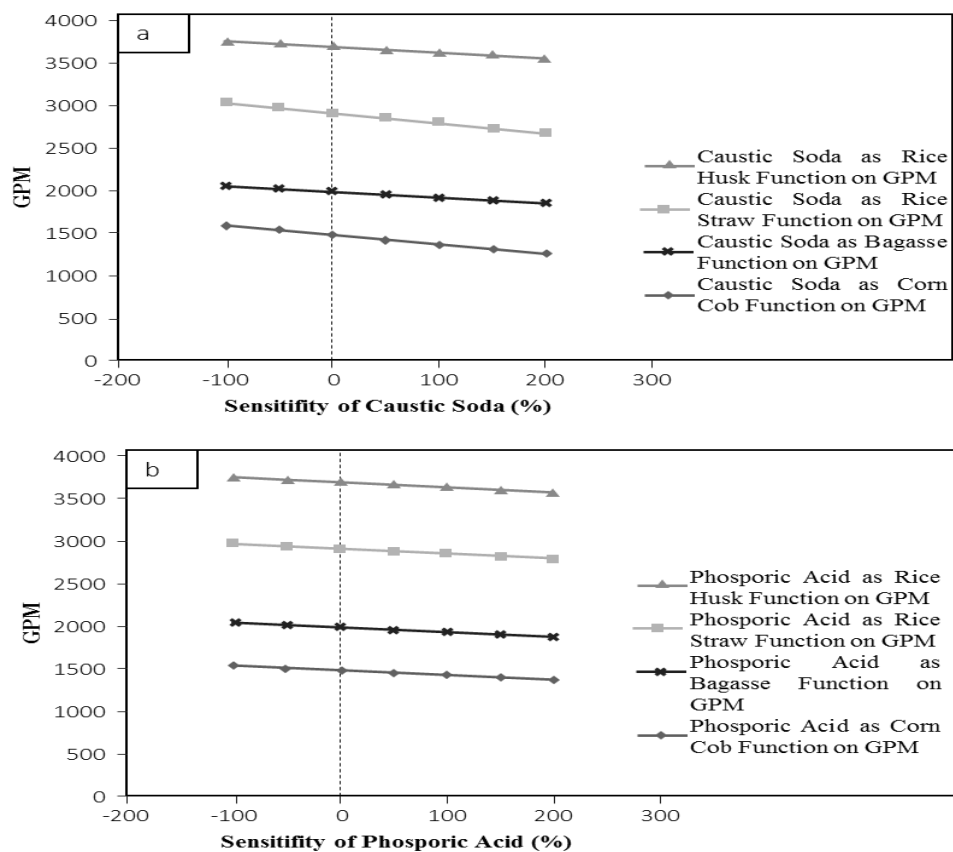 a
4000
3500
3000
2500
2000
1500
1000
500
0
GPM
-200 -100 0 100 200 300
Sensitifity of Caustic Soda (%)
Caustic Soda as Rice
Husk Function on GPM
Caustic Soda as Rice
Straw Function on GPM
Caustic Soda as Bagasse
Function on GPM
Caustic Soda as Corn
Cob Function on GPM
b
4000
3500
3000
2500
2000
1500
1000
500
0
GPM
-200 -100 0 100 200 300
Sensitifity of Phosporic Acid (%)
Phosporic Acid as Rice
Husk Function on GPM
Phosporic Acid as Rice
Straw Function on GPM
Phosporic Acid as
Bagasse Function on
GPM
Phosporic Acid as Corn
Cob Function on GPM